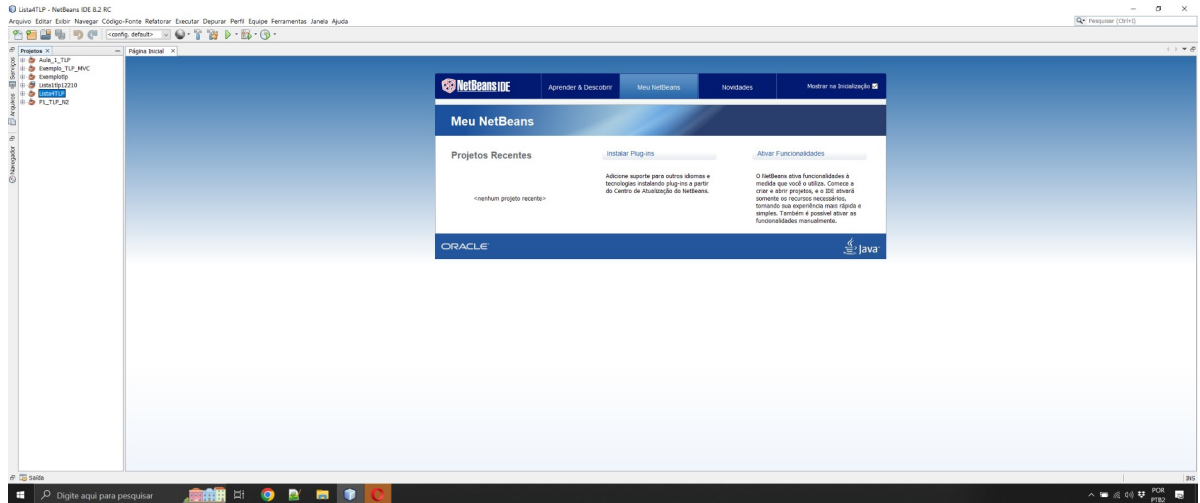 Lista4TLP - NetBeans IDE 8.2 RC
Arquivo Editar Exibir Navegar Código-Fonte Refatorar Executar Depurar Perfil Equipe Ferramentas Janela Ajuda
Pesquisar (Ctrl+I)
<config. default>
Projetos
Página Inicial
Serviços
Arquivos
Navegador
Aula_1_TLP
Exemplo_TLP_MVC
Exemplotlp
Lista1tlp12210
Lista4TLP
P1_TLP_N2
NetBeans IDE
Aprender & Descobrir
Meu NetBeans
Novidades
Mostrar na Inicialização
Meu NetBeans
Projetos Recentes
<nenhum projeto recente>
Instalar Plug-ins
Adicione suporte para outros idiomas e
tecnologias instalando plug-ins a partir
do Centro de Atualização do NetBeans.
Ativar Funcionalidades
O NetBeans ativa funcionalidades à
medida que você o utiliza. Comece a
criar e abrir projetos, e o IDE ativará
somente os recursos necessários,
tornando sua experiência mais rápida e
simples. Também é possível ativar as
funcionalidades manualmente.
ORACLE
Java
Saída
INS
Digite aqui para pesquisar
POR
PTB2